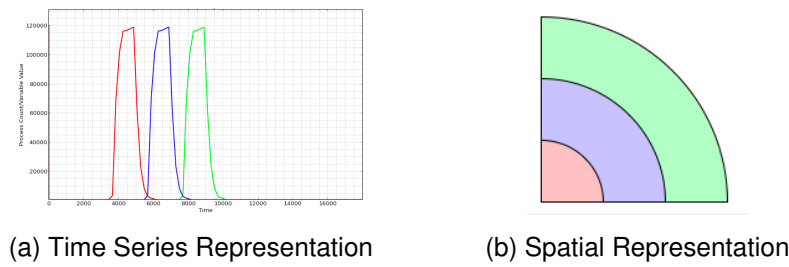 Process Count/Variable Value
120000
100000
80000
60000
40000
20000
0 2000 4000 6000 8000 10000 12000 14000 16000
Time
(a) Time Series Representation
(b) Spatial Representation